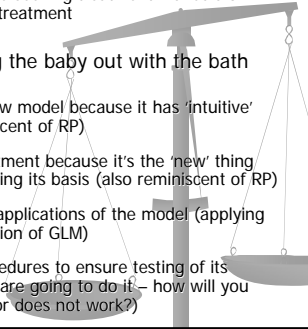 treatment
g the baby out with the bath
w model because it has 'intuitive'
cent of RP)
ment because it's the 'new' thing
ing its basis (also reminiscent of RP)
applications of the model (applying
ion of GLM)
edures to ensure testing of its
are going to do it – how will you
or does not work?)